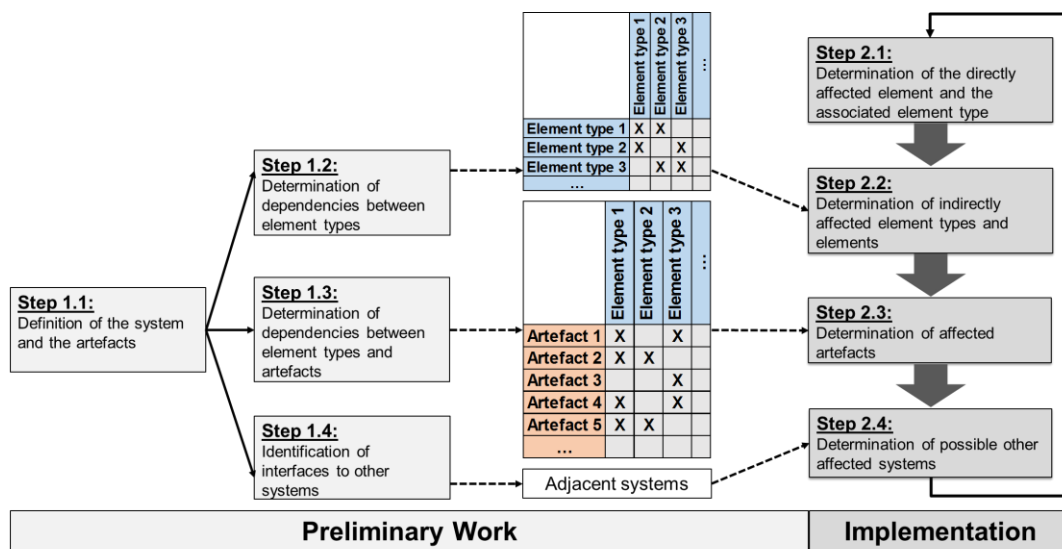 Step 1.1:
Definition of the system
and the artefacts
Step 1.2:
Determination of
dependencies between
element types
Step 1.3:
Determination of
dependencies between
element types and
artefacts
Step 1.4:
Identification of
interfaces to other
systems
Element type 1
Element type 2
Element type 3
...
Element type 1 X X
Element type 2 X X
Element type 3 X X
...
Element type 1
Element type 2
Element type 3
...
Artefact 1 X X
Artefact 2 X X
Artefact 3 X
Artefact 4 X X
Artefact 5 X X
...
Adjacent systems
Step 2.1:
Determination of the directly
affected element and the
associated element type
Step 2.2:
Determination of indirectly
affected element types and
elements
Step 2.3:
Determination of affected
artefacts
Step 2.4:
Determination of possible other
affected systems
Preliminary Work
Implementation